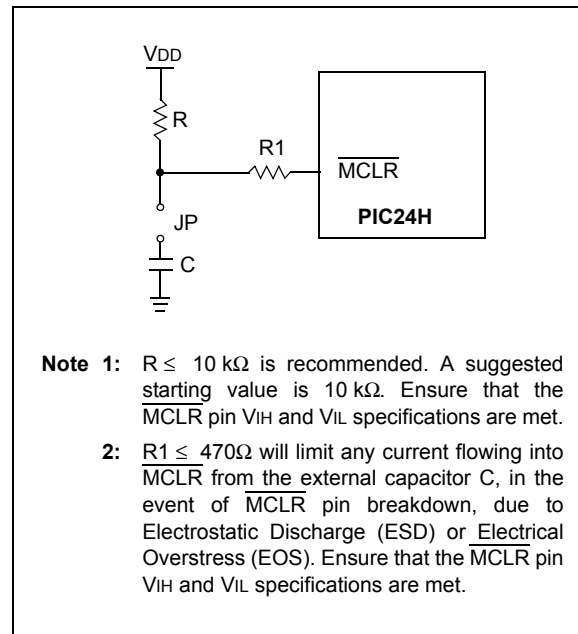 VDD
R
R1
MCLR
JP
PIC24H
C
Note 1: R ≤ 10 kΩ is recommended. A suggested
starting value is 10 kΩ. Ensure that the
MCLR pin VIH and VIL specifications are met.
2: R1 ≤ 470Ω will limit any current flowing into
MCLR from the external capacitor C, in the
event of MCLR pin breakdown, due to
Electrostatic Discharge (ESD) or Electrical
Overstress (EOS). Ensure that the MCLR pin
VIH and VIL specifications are met.